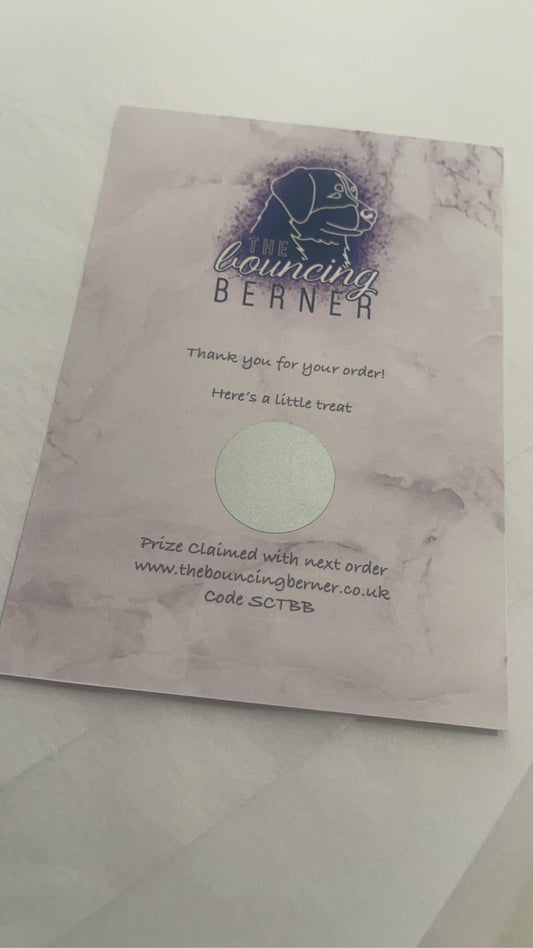 THE
bouncing
BERNER
Thank you for your order!
Here's a little treat
Prize Claimed with next order
www.thebouncingberner.co.uk
Code SCTBB